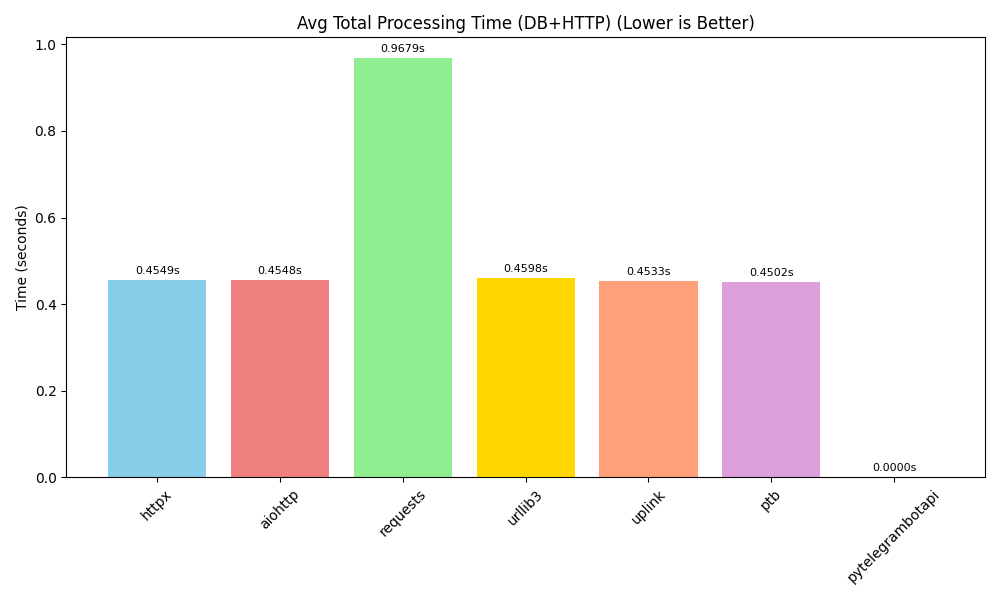 Avg Total Processing Time (DB+HTTP) (Lower is Better)
Time (seconds)
1.0
0.8
0.6
0.4
0.2
0.0
0.4549s
0.4548s
0.9679s
0.4598s
0.4533s
0.4502s
0.0000s
httpx
aiohttp
requests
urllib3
uplink
ptb
pytelegrambotapi